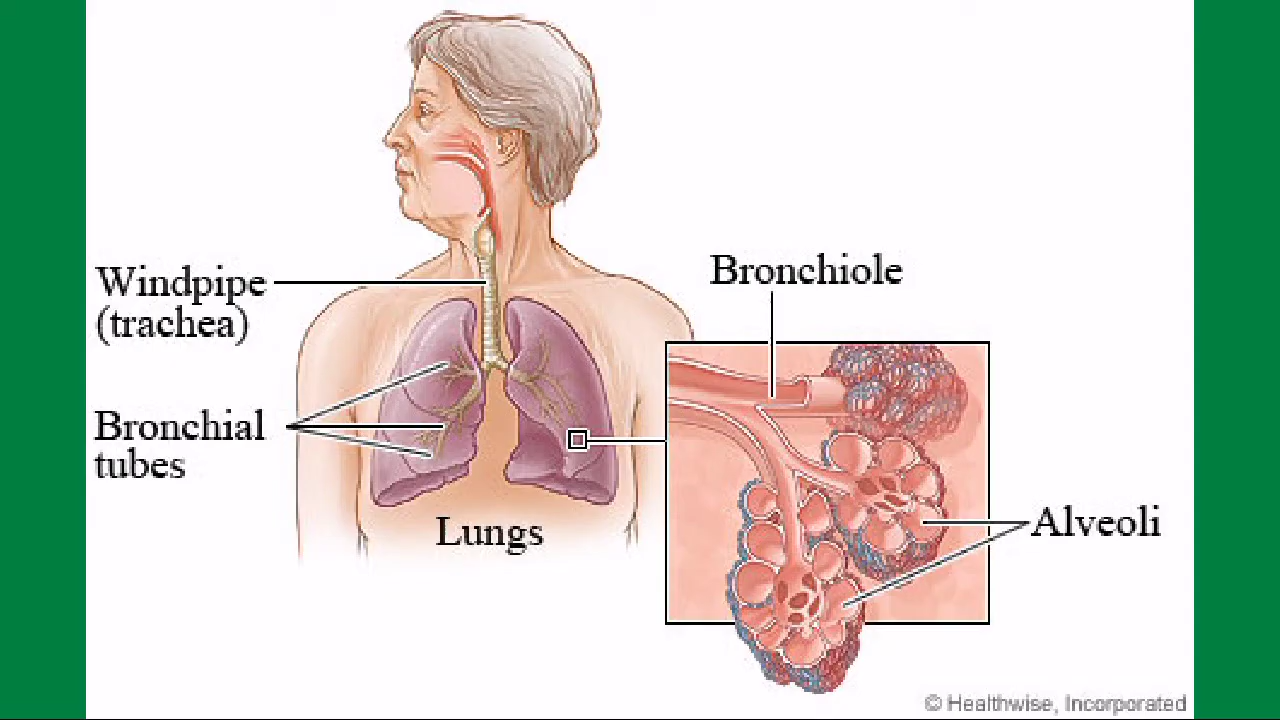 Windpipe
(trachea)
Bronchiole
Bronchial
tubes
Lungs
Alveoli
© Healthwise, Incorporated